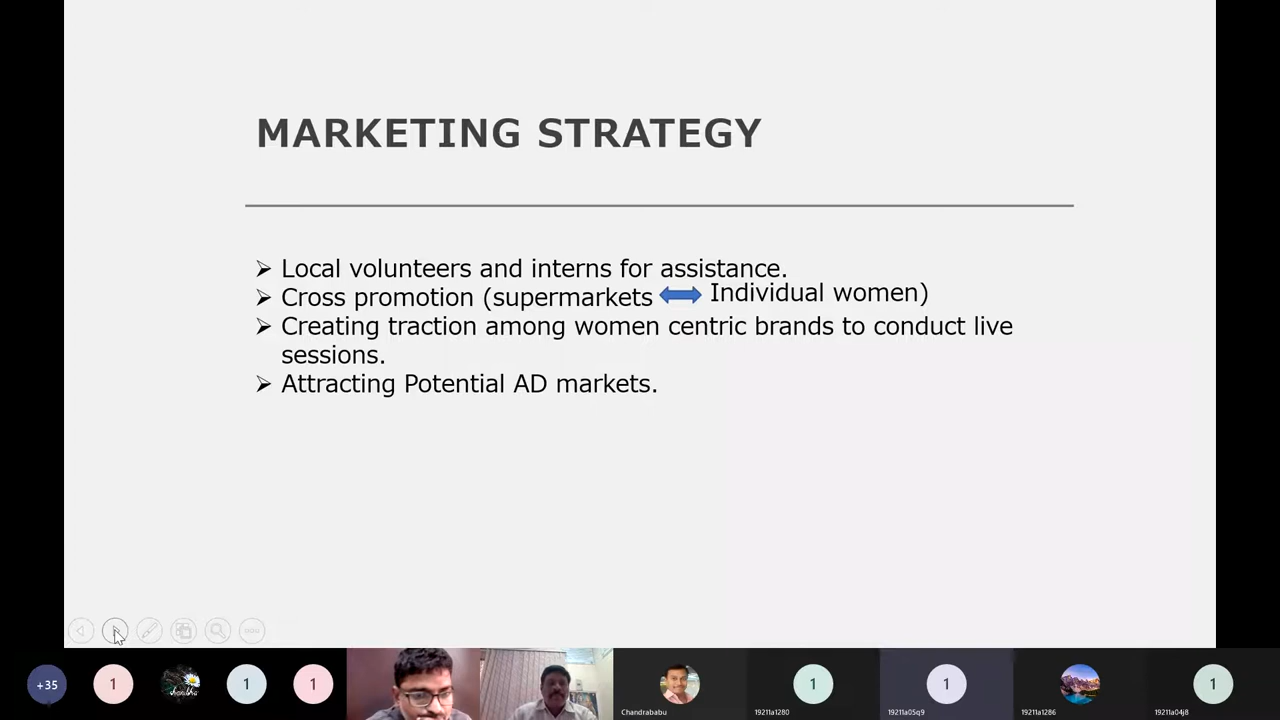 MARKETING STRATEGY
➢ Local volunteers and interns for assistance.
➢ Cross promotion (supermarkets Individual women)
➢ Creating traction among women centric brands to conduct live
sessions.
➢ Attracting Potential AD markets.
+35
1
1
1
Chandrababu
1
19211a1280
1
19211a05q9
19211a1286
1
19211a04j8